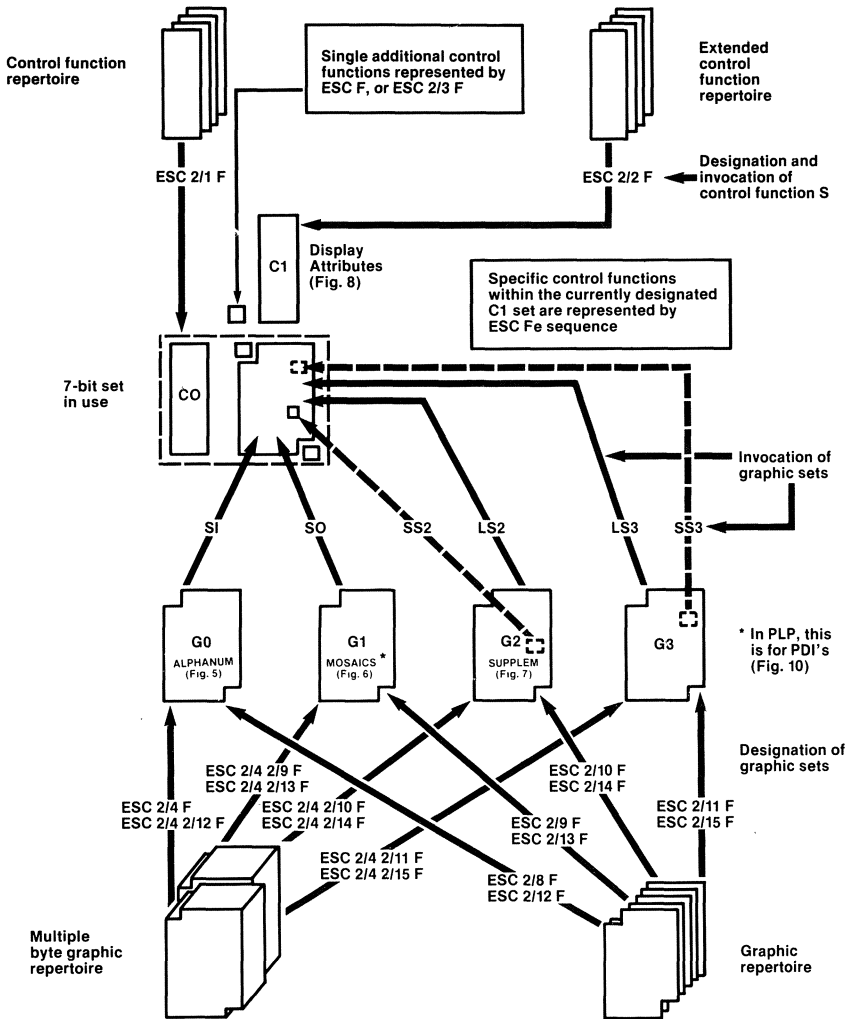 Control function
repertoire
Single additional control
functions represented by
ESC F, or ESC 2/3 F
Extended
control
function
repertoire
ESC 2/1 F
ESC 2/2 F
Designation and
invocation of
control function S
C1
Display
Attributes
(Fig. 8)
Specific control functions
within the currently designated
C1 set are represented by
ESC Fe sequence
7-bit set
in use
CO
Invocation of
graphic sets
SI
SO
SS2
LS2
LS3
SS3
G0
ALPHANUM
(Fig. 5)
G1
MOSAICS *
(Fig. 6)
G2
SUPPLEM
(Fig. 7)
G3
* In PLP, this
is for PDI's
(Fig. 10)
Designation of
graphic sets
ESC 2/4 F
ESC 2/4 2/12 F
ESC 2/4 2/9 F
ESC 2/4 2/13 F
ESC 2/4 2/10 F
ESC 2/4 2/14 F
ESC 2/4 2/11 F
ESC 2/4 2/15 F
ESC 2/8 F
ESC 2/12 F
ESC 2/9 F
ESC 2/13 F
ESC 2/10 F
ESC 2/14 F
ESC 2/11 F
ESC 2/15 F
Multiple
byte graphic
repertoire
Graphic
repertoire